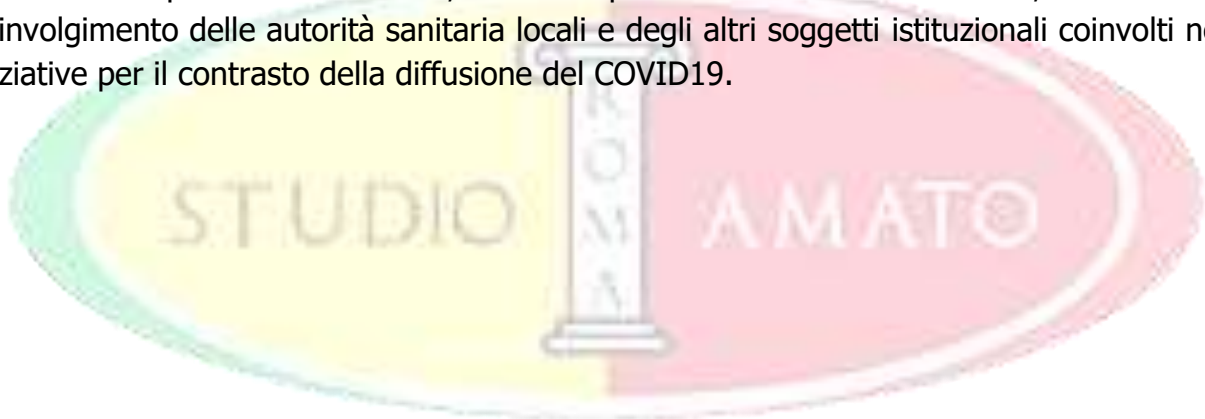 involgimento delle autorità sanitaria locali e degli altri soggetti istituzionali coinvolti
ziative per il contrasto della diffusione del COVID19.
STUDIO ROMA AMATO